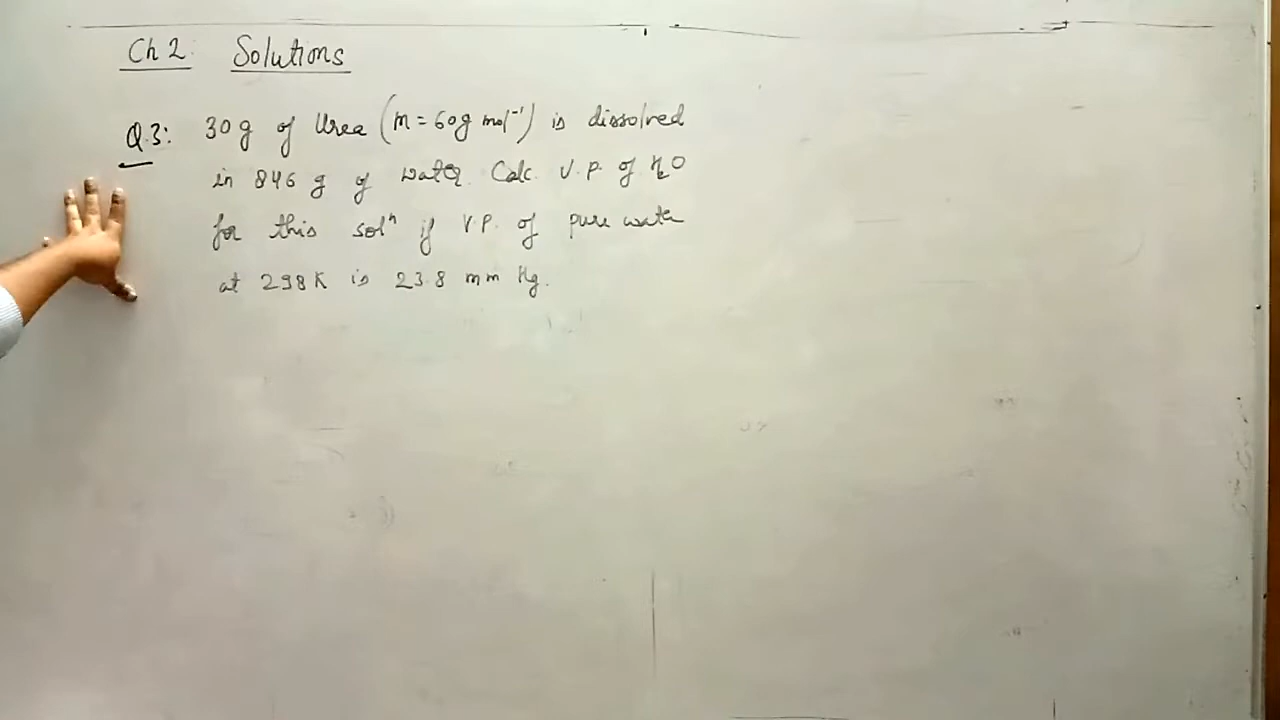 Ch 2. Solutions
Q.3: 30 g of Urea (M = 60 g mol⁻¹) is dissolved
in 846 g of water. Calc. V.P. of H₂O
for this solⁿ if V.P. of pure water
at 298K is 23.8 mm Hg.